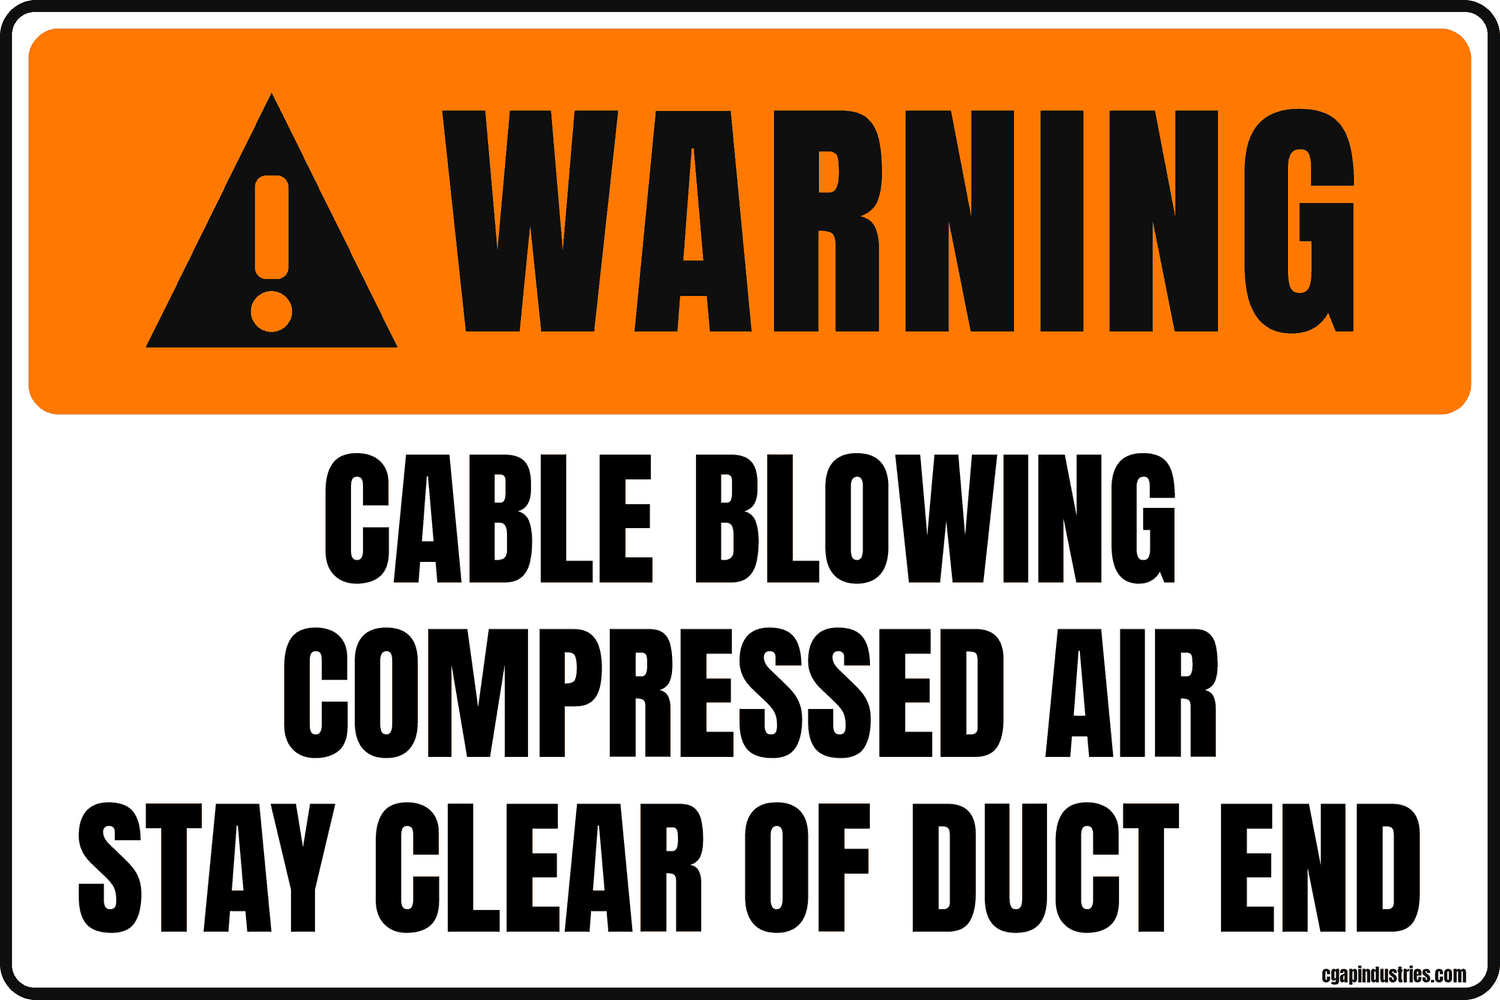 WARNING
CABLE BLOWING
COMPRESSED AIR
STAY CLEAR OF DUCT END
cgapindustries.com